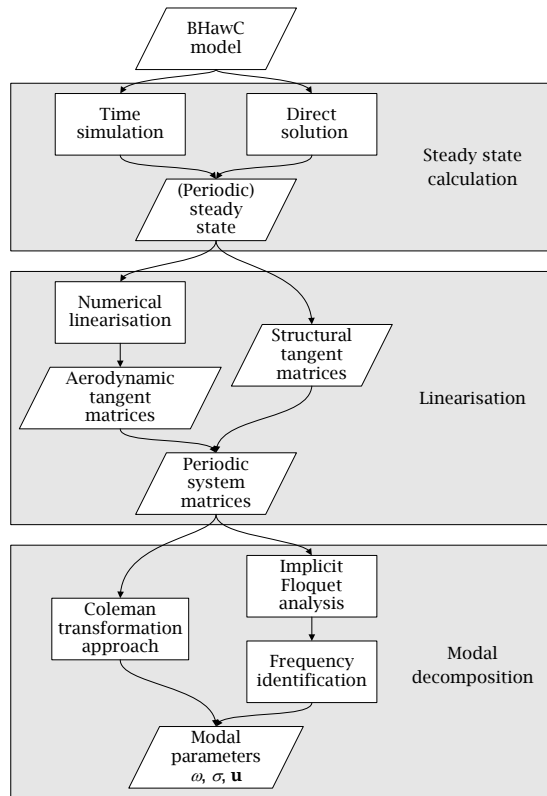 BHawC
model
Time
simulation
Direct
solution
Steady state
calculation
(Periodic)
steady
state
Numerical
linearisation
Structural
tangent
matrices
Aerodynamic
tangent
matrices
Linearisation
Periodic
system
matrices
Implicit
Floquet
analysis
Coleman
transformation
approach
Frequency
identification
Modal
decomposition
Modal
parameters
ω, σ, u